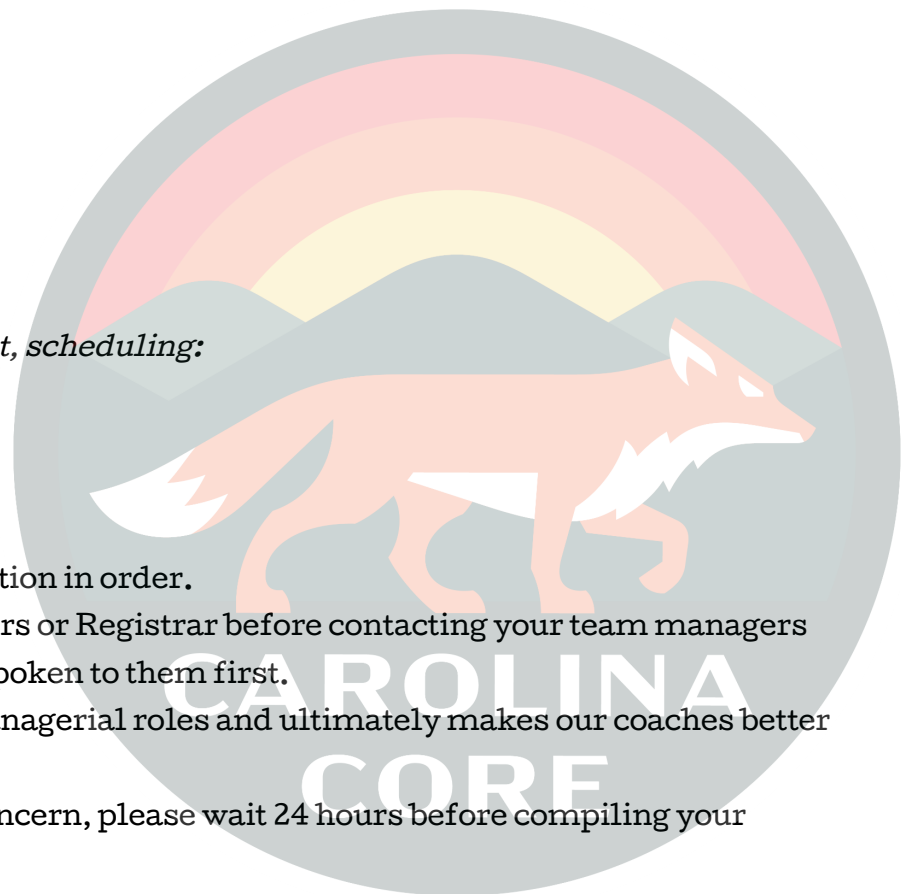 t, scheduling:
tion in order.
rs or Registrar before contacting your team managers
poken to them first.
CAROLINA
nagerial roles and ultimately makes our coaches better
CORE
ncern, please wait 24 hours before compiling your